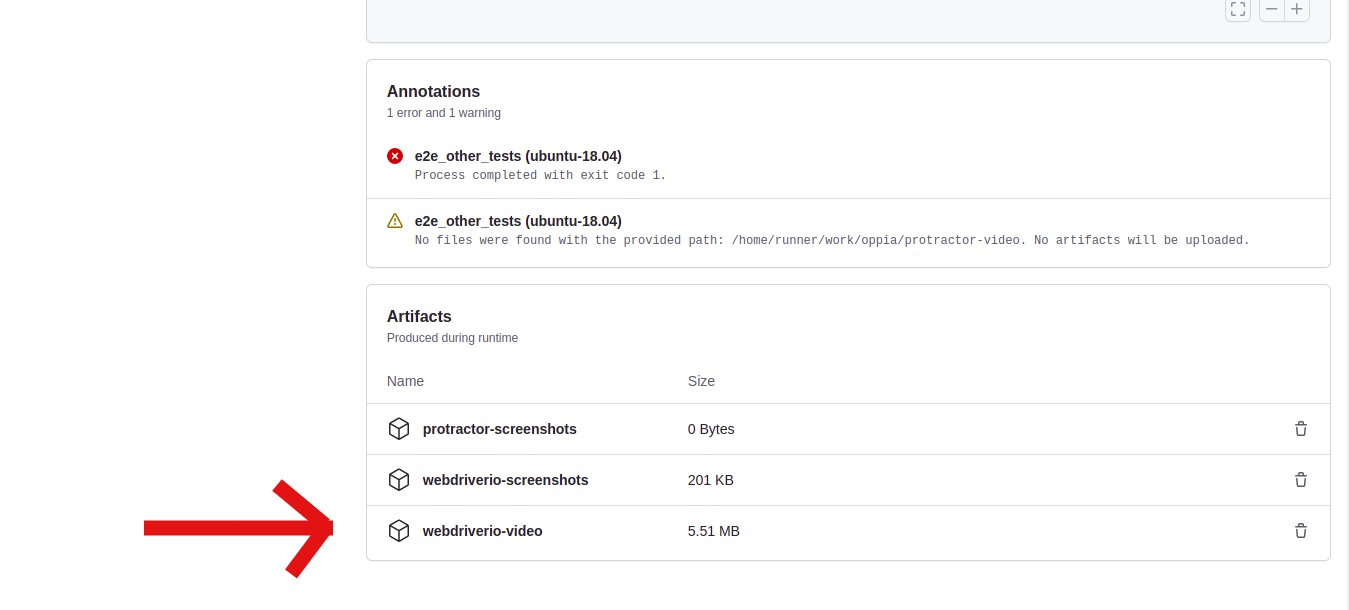 Annotations
1 error and 1 warning
e2e_other_tests (ubuntu-18.04)
Process completed with exit code 1.
e2e_other_tests (ubuntu-18.04)
No files were found with the provided path: /home/runner/work/oppia/protractor-video. No artifacts will be uploaded.
Artifacts
Produced during runtime
Name Size
protractor-screenshots 0 Bytes
webdriverio-screenshots 201 KB
webdriverio-video 5.51 MB